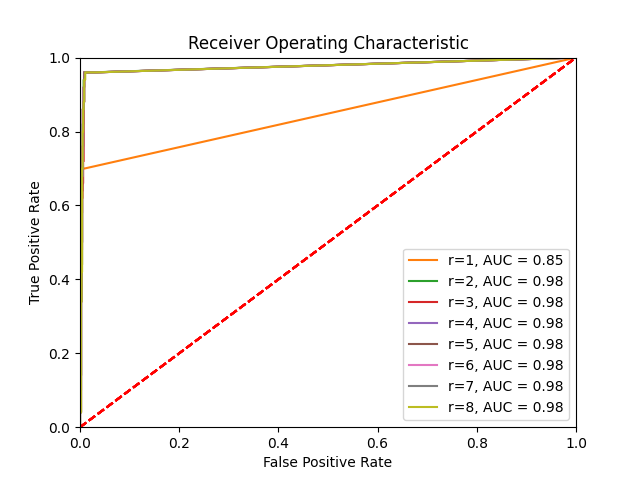 Receiver Operating Characteristic
1.0
0.8
0.6
0.4
0.2
0.0
True Positive Rate
r=1, AUC = 0.85
r=2, AUC = 0.98
r=3, AUC = 0.98
r=4, AUC = 0.98
r=5, AUC = 0.98
r=6, AUC = 0.98
r=7, AUC = 0.98
r=8, AUC = 0.98
0.0 0.2 0.4 0.6 0.8 1.0
False Positive Rate